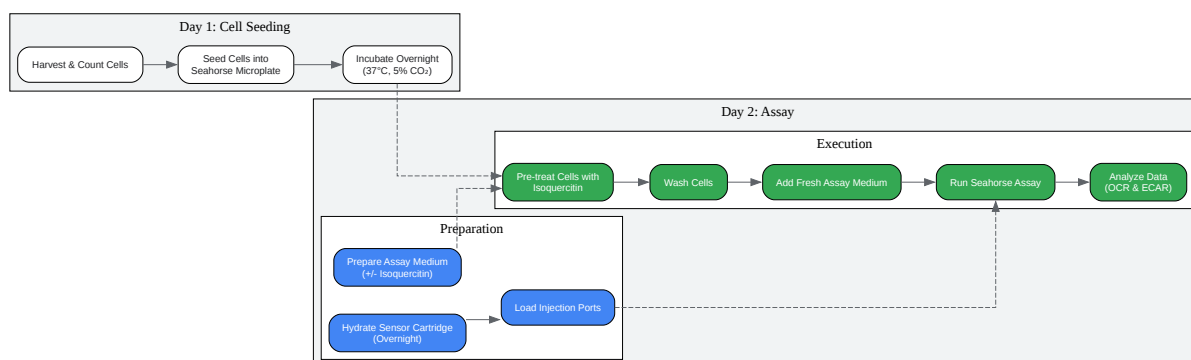 Day 1: Cell Seeding
Harvest & Count Cells
Seed Cells into
Seahorse Microplate
Incubate Overnight
(37°C, 5% CO₂)
Day 2: Assay
Execution
Pre-treat Cells with
Isoquercitin
Wash Cells
Add Fresh Assay Medium
Run Seahorse Assay
Analyze Data
(OCR & ECAR)
Preparation
Prepare Assay Medium
(+/- Isoquercitin)
Load Injection Ports
Hydrate Sensor Cartridge
(Overnight)